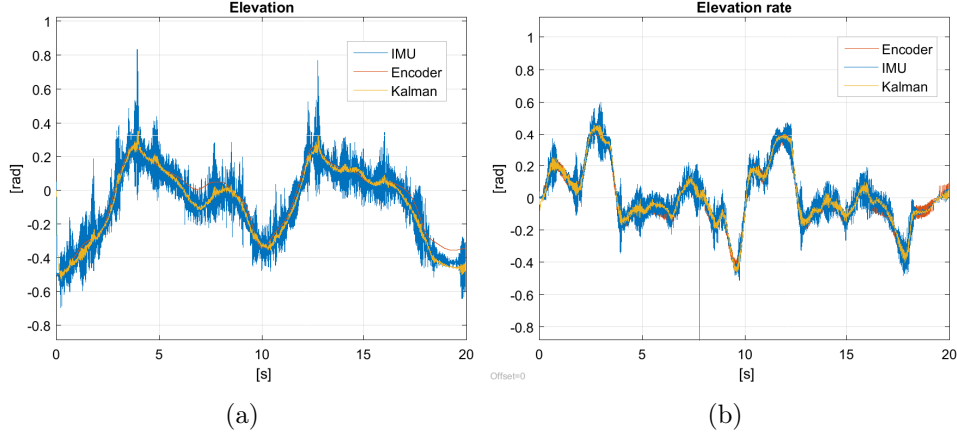 Elevation
1
0.8
0.6
0.4
0.2
0
-0.2
-0.4
-0.6
-0.8
[rad]
IMU
Encoder
Kalman
0 5 10 15 20
[s]
(a)
Elevation rate
1
0.8
0.6
0.4
0.2
0
-0.2
-0.4
-0.6
-0.8
[rad]
Encoder
IMU
Kalman
0 5 10 15 20
[s]
Offset=0
(b)